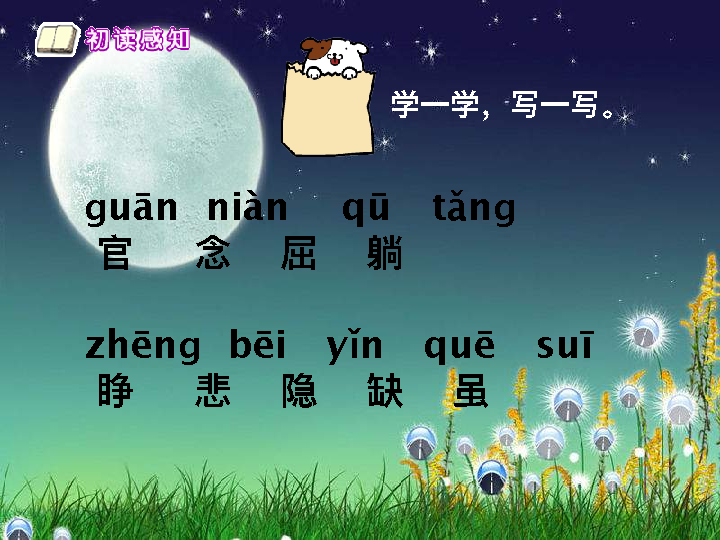 初读感知
学一学，写一写。
guān niàn qū tǎng
官 念 屈 躺
zhēng bēi yǐn quē suī
睁 悲 隐 缺 虽